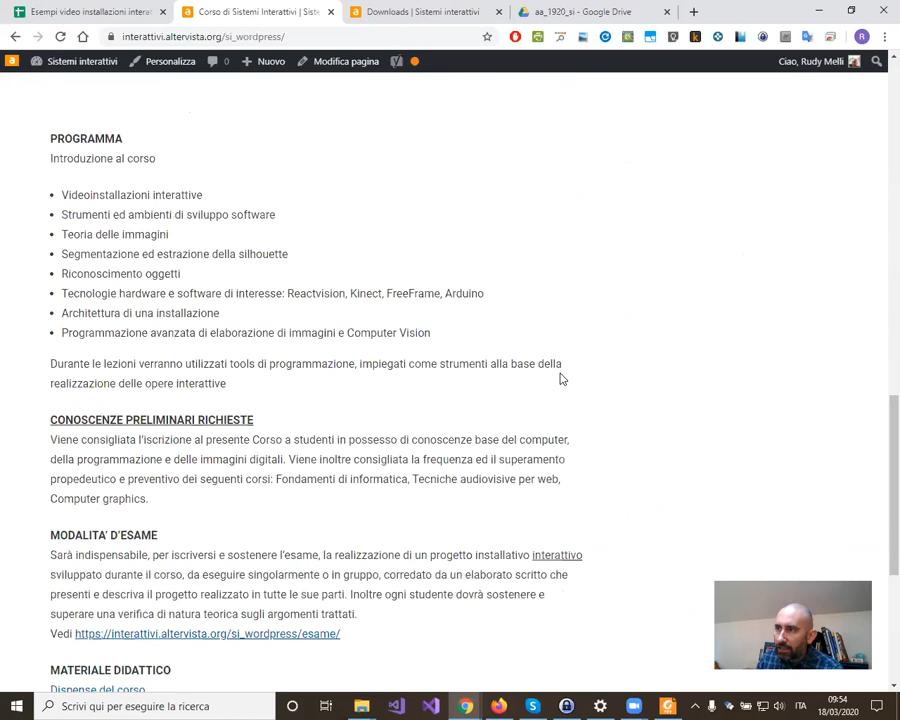 Esempi video installazioni interat
Corso di Sistemi Interattivi | Siste
Downloads | Sistemi interattivi
aa_1920_si - Google Drive
interattivi.altervista.org/si_wordpress/
Sistemi interattivi Personalizza 0 Nuovo Modifica pagina Ciao, Rudy Melli
PROGRAMMA
Introduzione al corso
• Videoinstallazioni interattive
• Strumenti ed ambienti di sviluppo software
• Teoria delle immagini
• Segmentazione ed estrazione della silhouette
• Riconoscimento oggetti
• Tecnologie hardware e software di interesse: Reactvision, Kinect, FreeFrame, Arduino
• Architettura di una installazione
• Programmazione avanzata di elaborazione di immagini e Computer Vision
Durante le lezioni verranno utilizzati tools di programmazione, impiegati come strumenti alla base della
realizzazione delle opere interattive
CONOSCENZE PRELIMINARI RICHIESTE
Viene consigliata l'iscrizione al presente Corso a studenti in possesso di conoscenze base del computer,
della programmazione e delle immagini digitali. Viene inoltre consigliata la frequenza ed il superamento
propedeutico e preventivo dei seguenti corsi: Fondamenti di informatica, Tecniche audiovisive per web,
Computer graphics.
MODALITA' D'ESAME
Sarà indispensabile, per iscriversi e sostenere l'esame, la realizzazione di un progetto installativo interattivo
sviluppato durante il corso, da eseguire singolarmente o in gruppo, corredato da un elaborato scritto che
presenti e descriva il progetto realizzato in tutte le sue parti. Inoltre ogni studente dovrà sostenere e
superare una verifica di natura teorica sugli argomenti trattati.
Vedi https://interattivi.altervista.org/si_wordpress/esame/
MATERIALE DIDATTICO
Dispense del corso
Scrivi qui per eseguire la ricerca
ITA
09:54
18/03/2020